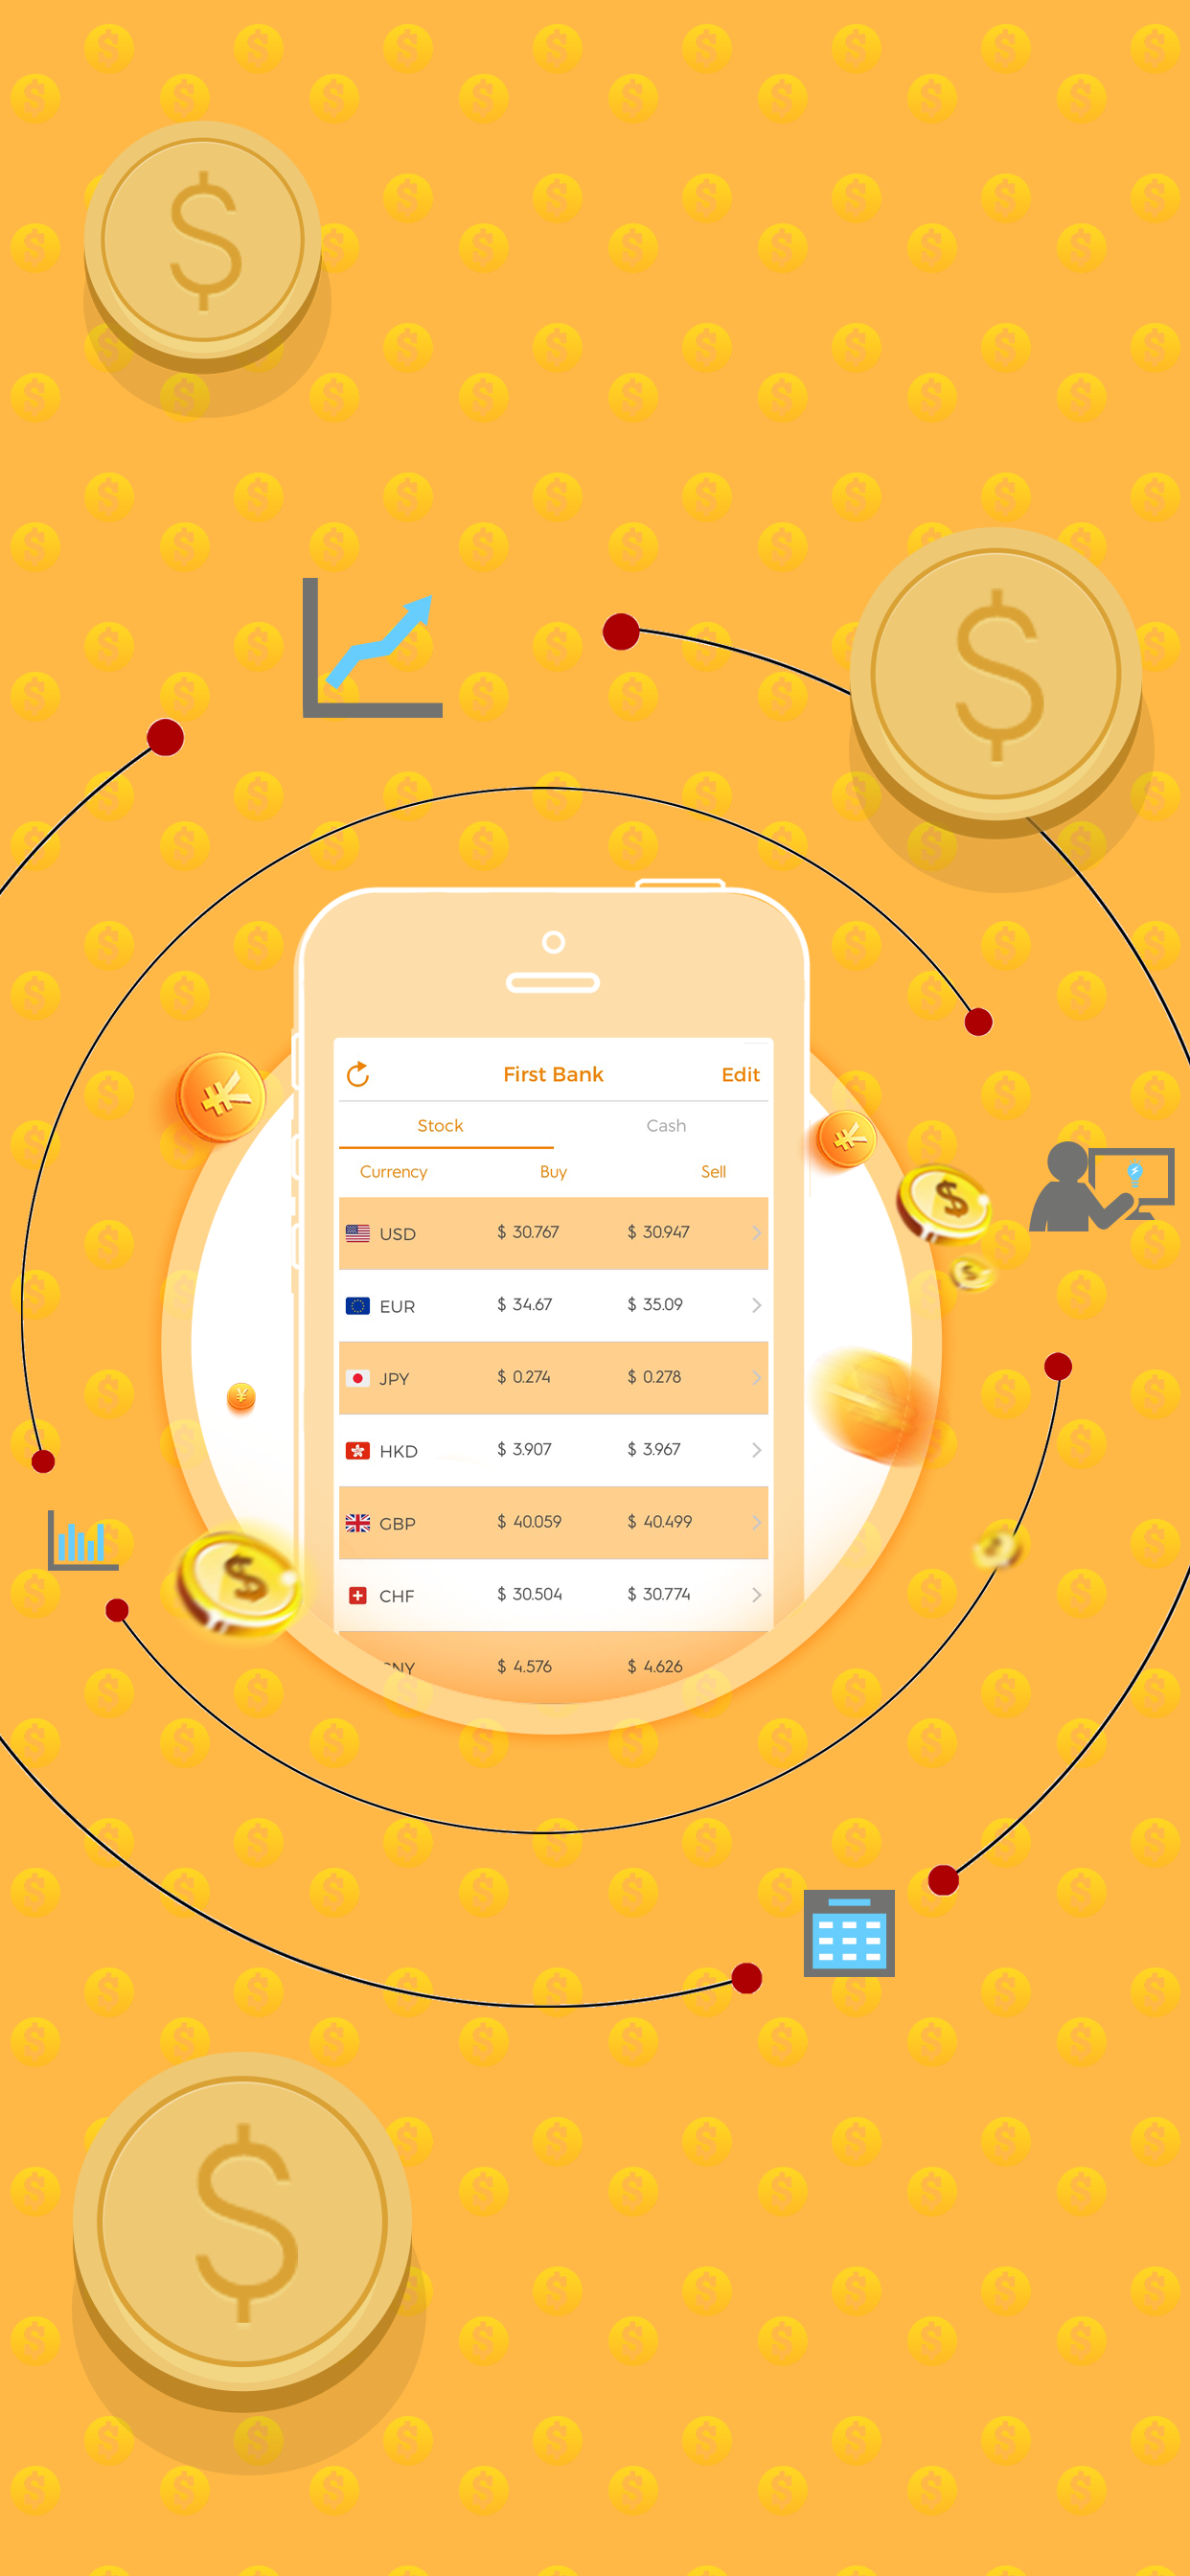 First Bank Edit
Stock Cash
Currency Buy Sell
USD $ 30.767 $ 30.947
EUR $ 34.67 $ 35.09
JPY $ 0.274 $ 0.278
HKD $ 3.907 $ 3.967
GBP $ 40.059 $ 40.499
CHF $ 30.504 $ 30.774
$ 4.576 $ 4.626